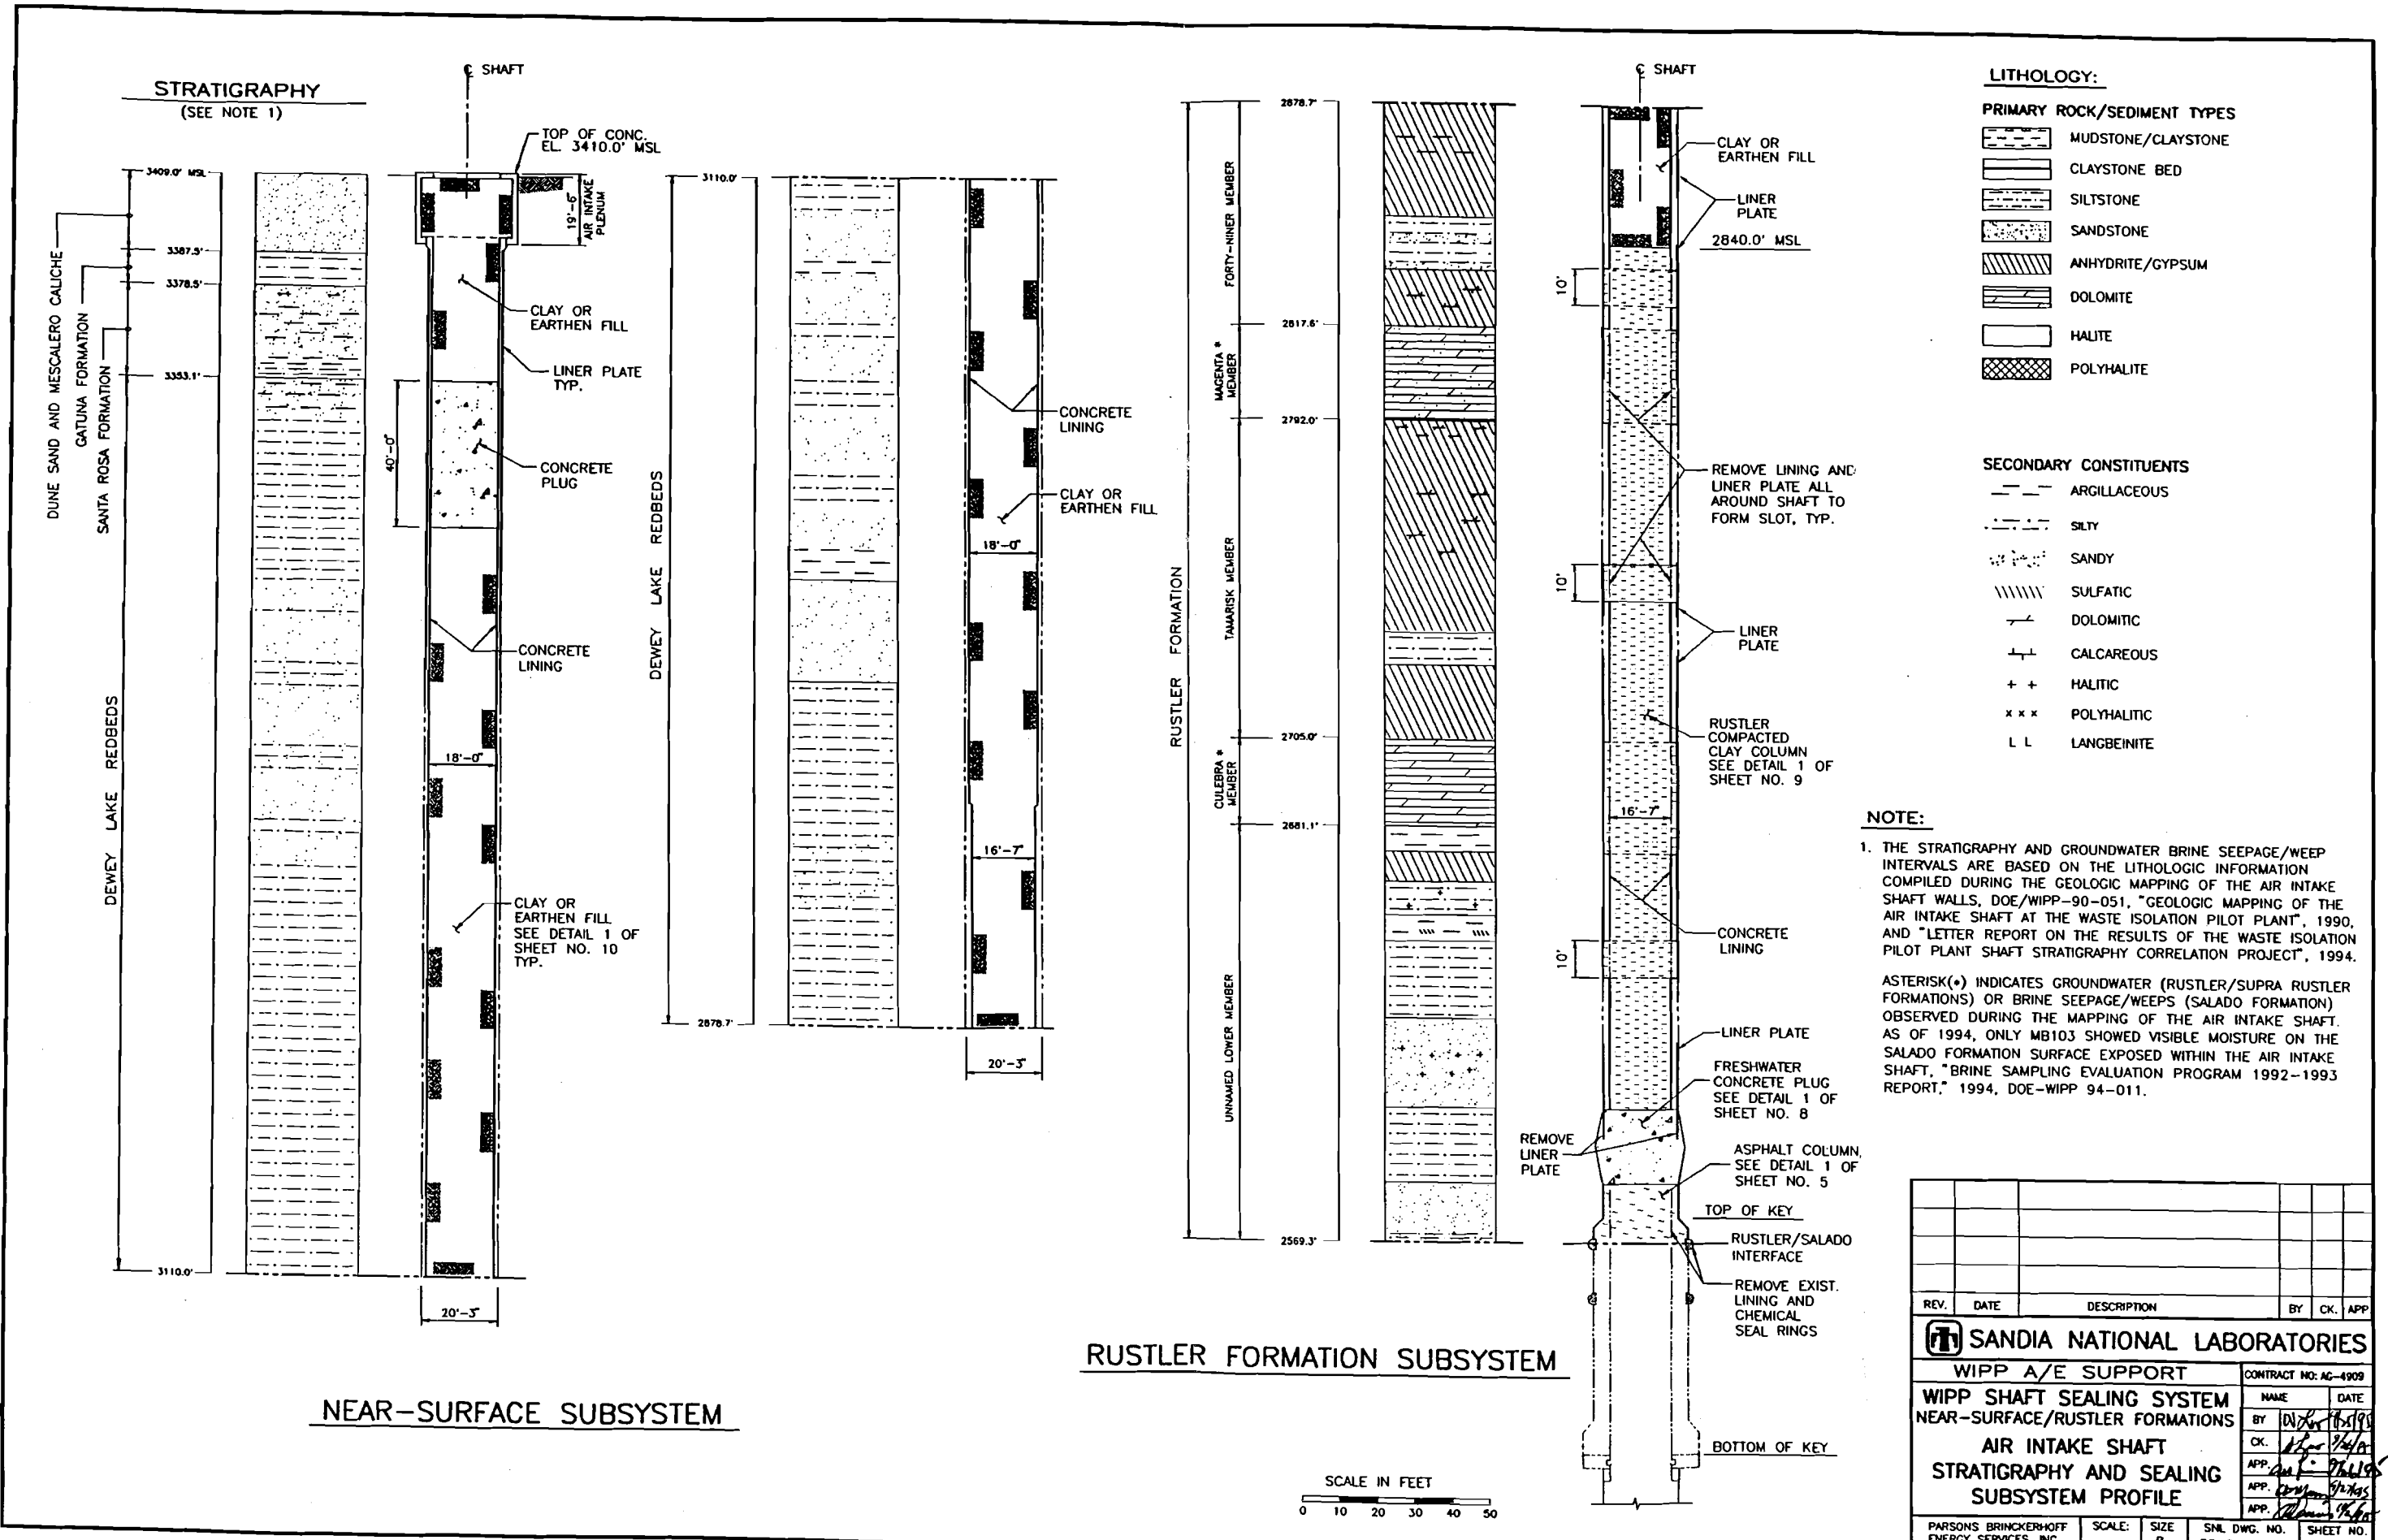 STRATIGRAPHY
(SEE NOTE 1)
DUNE SAND AND MESCALERO CALICHE
GATUNA FORMATION
SANTA ROSA FORMATION
DEWEY LAKE REDBEDS
3409.0' MSL
3387.5'
3378.5'
3353.1'
3110.0'
℄ SHAFT
TOP OF CONC.
EL. 3410.0' MSL
19'-6"
AIR INTAKE
PLENUM
CLAY OR
EARTHEN FILL
LINER PLATE
TYP.
40'-0"
CONCRETE
PLUG
CONCRETE
LINING
18'-0"
CLAY OR
EARTHEN FILL
SEE DETAIL 1 OF
SHEET NO. 10
TYP.
20'-3"
NEAR-SURFACE SUBSYSTEM
3110.0'
DEWEY LAKE REDBEDS
2878.7'
CONCRETE
LINING
CLAY OR
EARTHEN FILL
18'-0"
16'-7"
20'-3"
RUSTLER FORMATION
FORTY-NINER MEMBER
MAGENTA *
MEMBER
TAMARISK MEMBER
CULEBRA *
MEMBER
UNNAMED LOWER MEMBER
2878.7'
2817.6'
2792.0'
2705.0'
2681.1'
2569.3'
℄ SHAFT
CLAY OR
EARTHEN FILL
LINER
PLATE
2840.0' MSL
10'
REMOVE LINING AND
LINER PLATE ALL
AROUND SHAFT TO
FORM SLOT, TYP.
10'
LINER
PLATE
RUSTLER
COMPACTED
CLAY COLUMN
SEE DETAIL 1 OF
SHEET NO. 9
16'-7"
CONCRETE
LINING
10'
LINER PLATE
FRESHWATER
CONCRETE PLUG
SEE DETAIL 1 OF
SHEET NO. 8
REMOVE
LINER
PLATE
ASPHALT COLUMN,
SEE DETAIL 1 OF
SHEET NO. 5
TOP OF KEY
RUSTLER/SALADO
INTERFACE
REMOVE EXIST.
LINING AND
CHEMICAL
SEAL RINGS
BOTTOM OF KEY
RUSTLER FORMATION SUBSYSTEM
SCALE IN FEET
0 10 20 30 40 50
LITHOLOGY:
PRIMARY ROCK/SEDIMENT TYPES
MUDSTONE/CLAYSTONE
CLAYSTONE BED
SILTSTONE
SANDSTONE
ANHYDRITE/GYPSUM
DOLOMITE
HALITE
POLYHALITE
SECONDARY CONSTITUENTS
ARGILLACEOUS
SILTY
SANDY
SULFATIC
DOLOMITIC
CALCAREOUS
+ + HALITIC
x x x POLYHALITIC
L L LANGBEINITE
NOTE:
1. THE STRATIGRAPHY AND GROUNDWATER BRINE SEEPAGE/WEEP
INTERVALS ARE BASED ON THE LITHOLOGIC INFORMATION
COMPILED DURING THE GEOLOGIC MAPPING OF THE AIR INTAKE
SHAFT WALLS, DOE/WIPP-90-051, "GEOLOGIC MAPPING OF THE
AIR INTAKE SHAFT AT THE WASTE ISOLATION PILOT PLANT", 1990,
AND "LETTER REPORT ON THE RESULTS OF THE WASTE ISOLATION
PILOT PLANT SHAFT STRATIGRAPHY CORRELATION PROJECT", 1994.
ASTERISK(*) INDICATES GROUNDWATER (RUSTLER/SUPRA RUSTLER
FORMATIONS) OR BRINE SEEPAGE/WEEPS (SALADO FORMATION)
OBSERVED DURING THE MAPPING OF THE AIR INTAKE SHAFT.
AS OF 1994, ONLY MB103 SHOWED VISIBLE MOISTURE ON THE
SALADO FORMATION SURFACE EXPOSED WITHIN THE AIR INTAKE
SHAFT, "BRINE SAMPLING EVALUATION PROGRAM 1992-1993
REPORT," 1994, DOE-WIPP 94-011.
REV. DATE DESCRIPTION BY CK. APP
SANDIA NATIONAL LABORATORIES
WIPP A/E SUPPORT
CONTRACT NO: AG-4909
WIPP SHAFT SEALING SYSTEM
NEAR-SURFACE/RUSTLER FORMATIONS
AIR INTAKE SHAFT
STRATIGRAPHY AND SEALING
SUBSYSTEM PROFILE
NAME DATE
BY
CK.
APP.
APP.
APP.
PARSONS BRINCKERHOFF
ENERGY SERVICES, INC.
SCALE: SIZE SNL DWG. NO. SHEET NO.